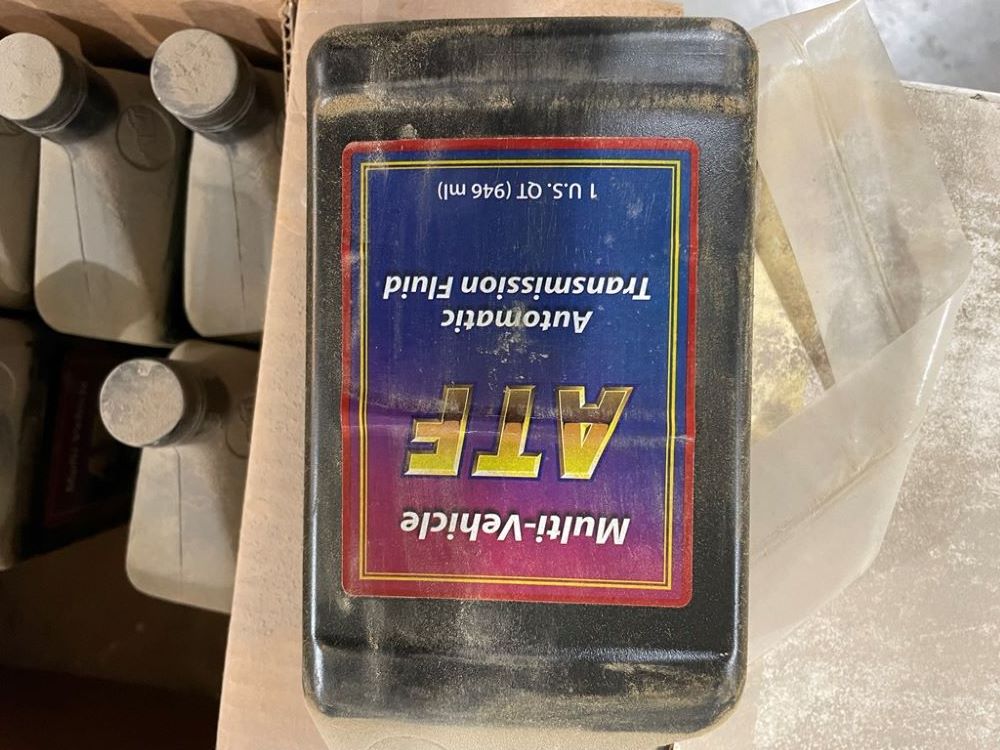 Multi-Vehicle
ATF
Automatic
Transmission Fluid
1 U.S. QT (946 ml)